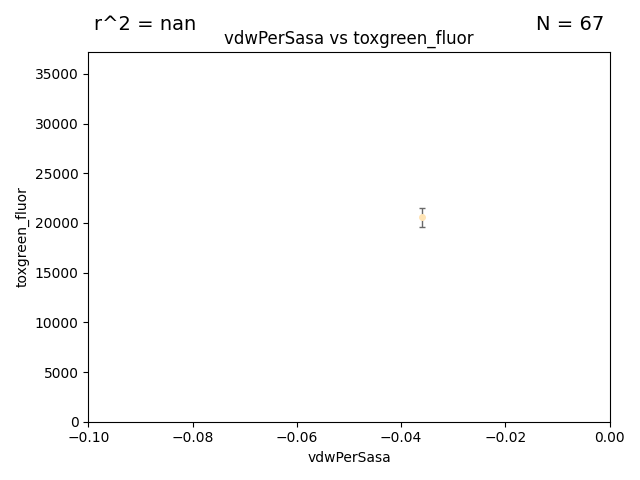 r^2 = nan
N = 67
vdwPerSasa vs toxgreen_fluor
35000
30000
25000
20000
15000
10000
5000
0
toxgreen_fluor
−0.10
−0.08
−0.06
−0.04
−0.02
0.00
vdwPerSasa